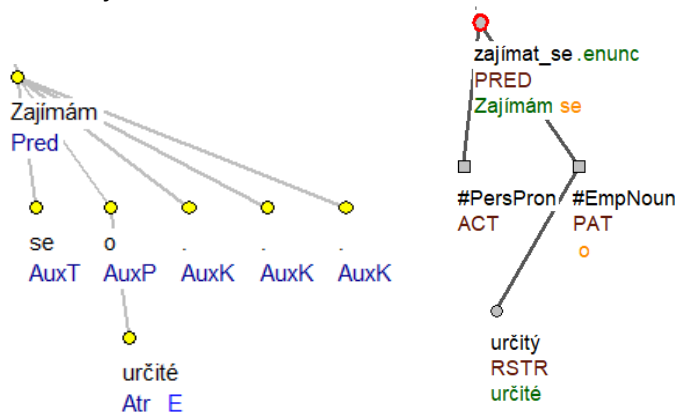 Zajímám
Pred
se o . . .
AuxT AuxP AuxK AuxK AuxK
určité
Atr E
zajímat_se .enunc
PRED
Zajímám se
#PersPron #EmpNoun
ACT PAT
o
určitý
RSTR
určité